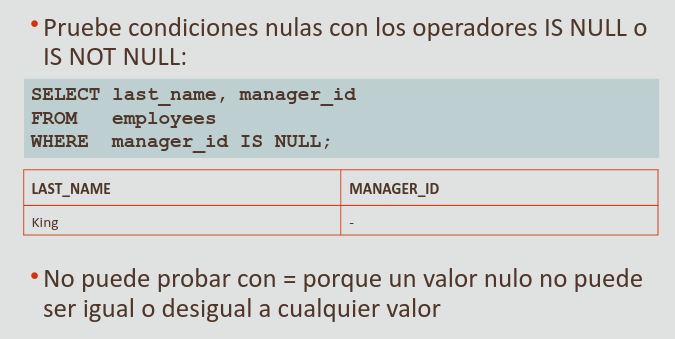 • Pruebe condiciones nulas con los operadores IS NULL o
IS NOT NULL:
SELECT last_name, manager_id
FROM   employees
WHERE  manager_id IS NULL;
LAST_NAME MANAGER_ID
King -
• No puede probar con = porque un valor nulo no puede
ser igual o desigual a cualquier valor